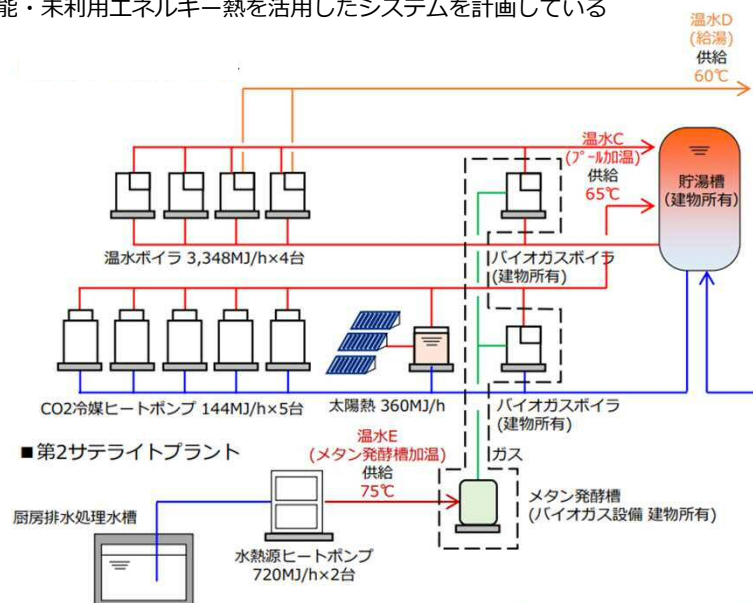 能・未利用エネルギー熱を活用したシステムを計画している
温水D
(給湯)
供給
60℃
温水C
(ﾌﾟｰﾙ加温)
供給
65℃
貯湯槽
(建物所有)
温水ボイラ 3,348MJ/h×4台
バイオガスボイラ
(建物所有)
CO2冷媒ヒートポンプ 144MJ/h×5台
太陽熱 360MJ/h
バイオガスボイラ
(建物所有)
■第2サテライトプラント
温水E
(メタン発酵槽加温)
供給
75℃
ガス
メタン発酵槽
(バイオガス設備 建物所有)
厨房排水処理水槽
水熱源ヒートポンプ
720MJ/h×2台